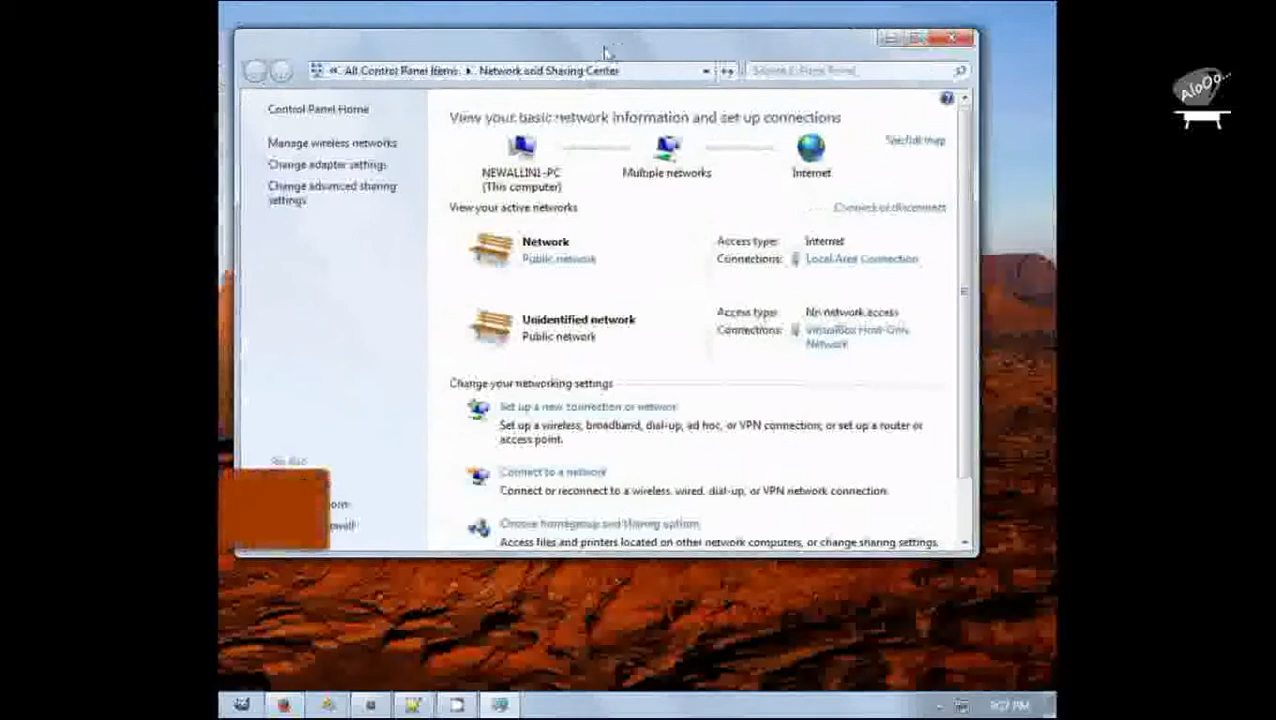 AloOo...
All Control Panel Items
Network and Sharing Center
Control Panel Home
Manage wireless networks
Change adapter settings
Change advanced sharing
settings
View your basic network information and set up connections
See full map
NEWALLINI-PC
(This computer)
Multiple networks
Internet
View your active networks
Connect or disconnect
Network
Public network
Access type:
Internet
Connections:
Local Area Connection
Unidentified network
Public network
Access type:
No network access
Connections:
VirtualBox Host-Only
Network
Change your networking settings
Set up a new connection or network
Set up a wireless, broadband, dial-up, ad hoc, or VPN connection; or set up a router or
access point.
Connect to a network
Connect or reconnect to a wireless, wired, dial-up, or VPN network connection.
Choose homegroup and sharing options
Access files and printers located on other network computers, or change sharing settings.
See also
9:27 PM